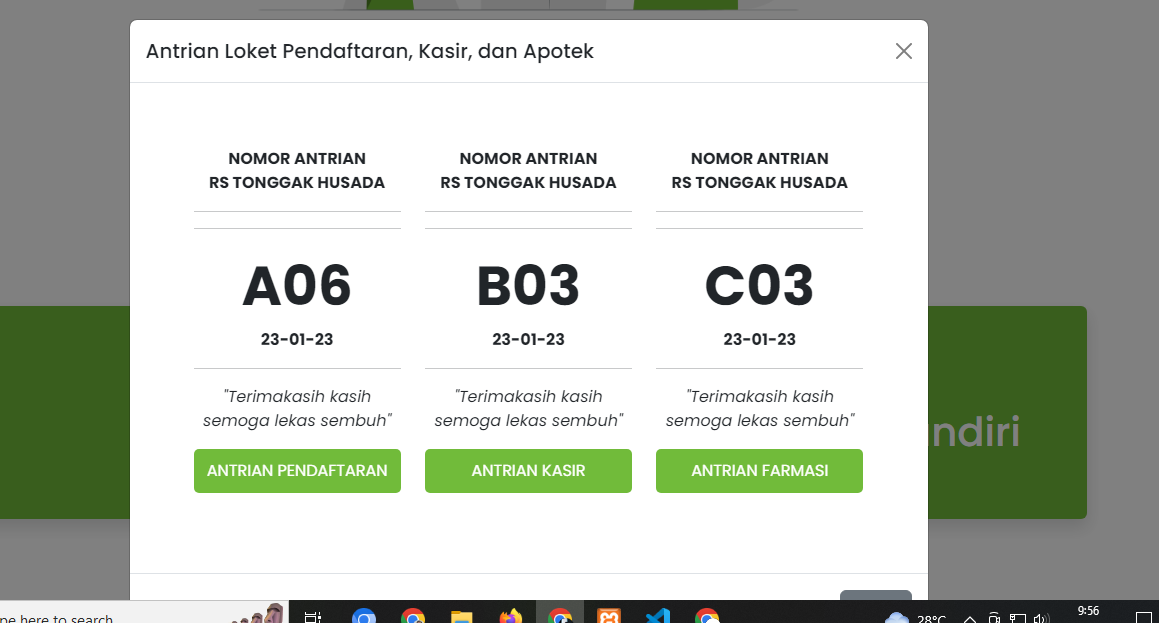 Antrian Loket Pendaftaran, Kasir, dan Apotek
NOMOR ANTRIAN
RS TONGGAK HUSADA
A06
23-01-23
"Terimakasih kasih
semoga lekas sembuh"
ANTRIAN PENDAFTARAN
NOMOR ANTRIAN
RS TONGGAK HUSADA
B03
23-01-23
"Terimakasih kasih
semoga lekas sembuh"
ANTRIAN KASIR
NOMOR ANTRIAN
RS TONGGAK HUSADA
C03
23-01-23
"Terimakasih kasih
semoga lekas sembuh"
ANTRIAN FARMASI
ndiri
pe here to search
28°C
9:56